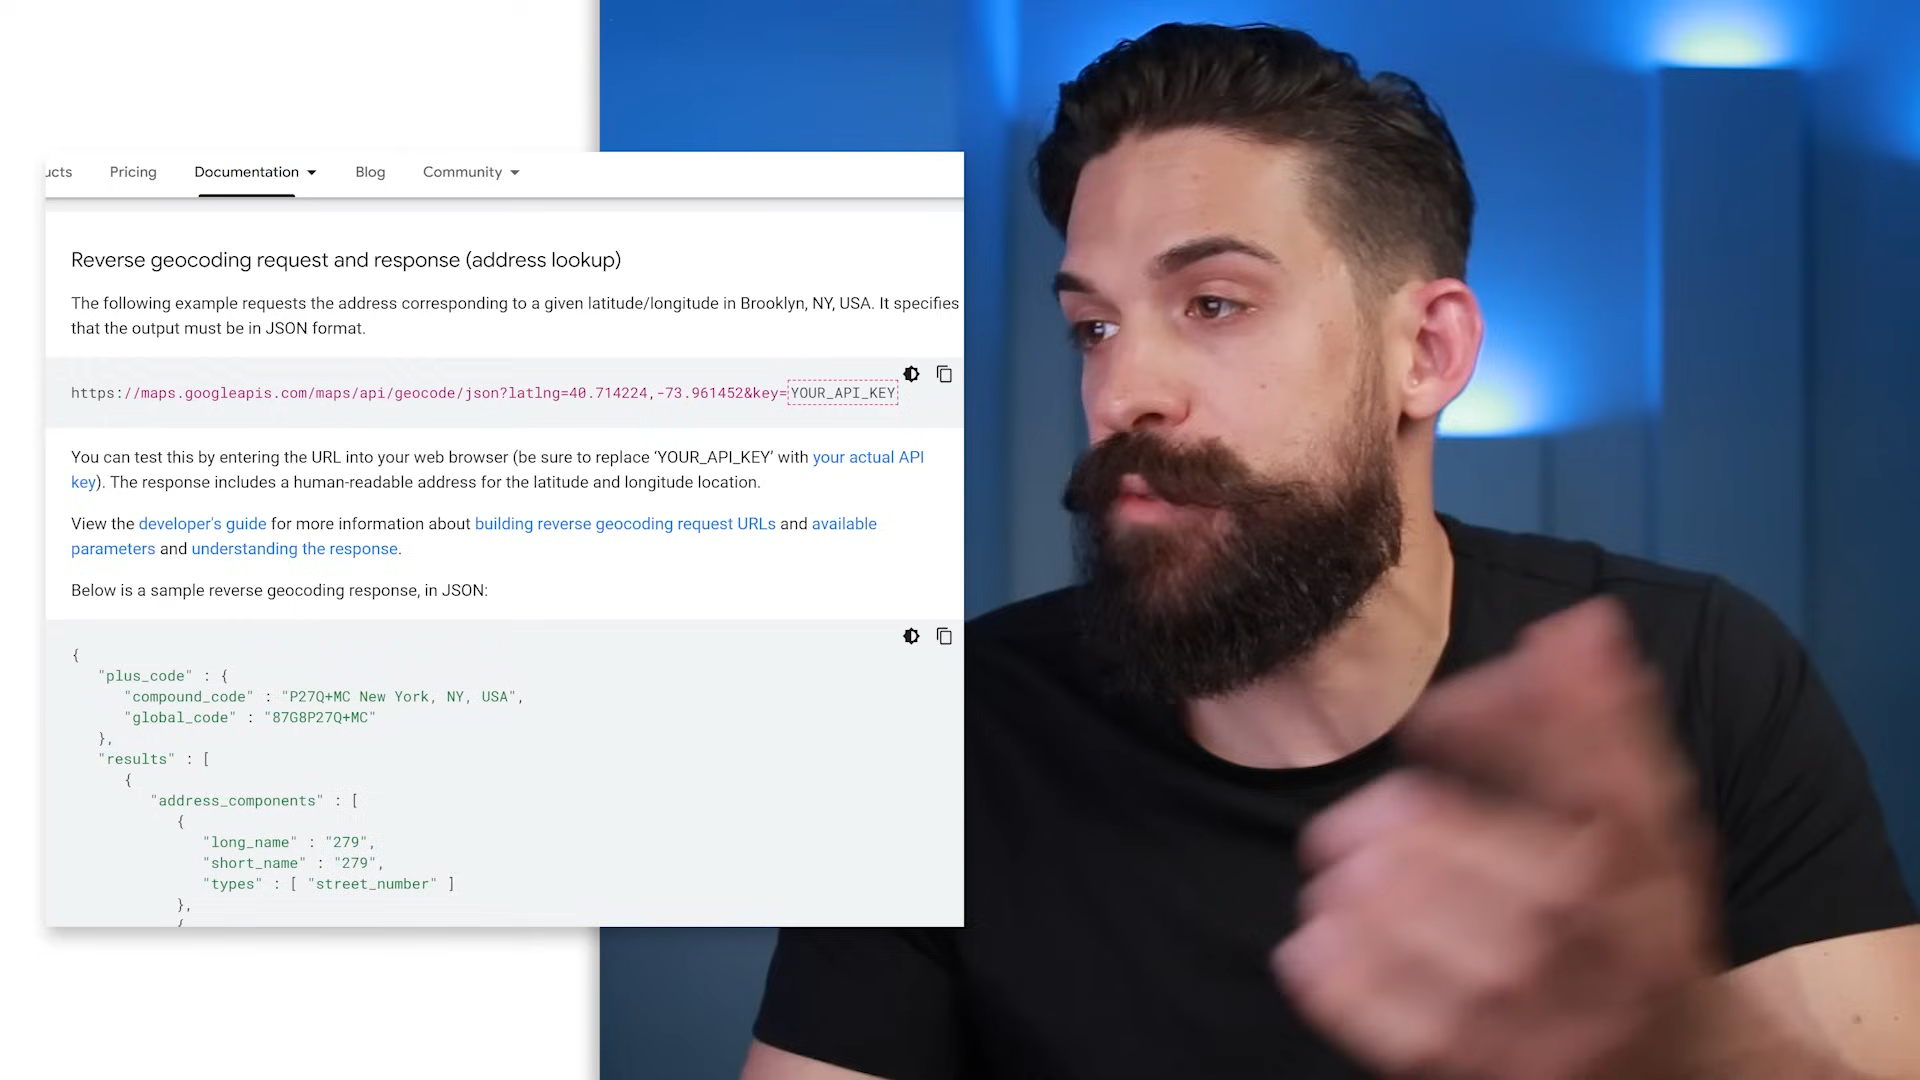 ucts Pricing Documentation Blog Community
Reverse geocoding request and response (address lookup)
The following example requests the address corresponding to a given latitude/longitude in Brooklyn, NY, USA. It specifies
that the output must be in JSON format.
https://maps.googleapis.com/maps/api/geocode/json?latlng=40.714224,-73.961452&key=YOUR_API_KEY
You can test this by entering the URL into your web browser (be sure to replace ‘YOUR_API_KEY’ with your actual API
key). The response includes a human-readable address for the latitude and longitude location.
View the developer's guide for more information about building reverse geocoding request URLs and available
parameters and understanding the response.
Below is a sample reverse geocoding response, in JSON:
{
"plus_code" : {
"compound_code" : "P27Q+MC New York, NY, USA",
"global_code" : "87G8P27Q+MC"
},
"results" : [
{
"address_components" : [
{
"long_name" : "279",
"short_name" : "279",
"types" : [ "street_number" ]
},
{